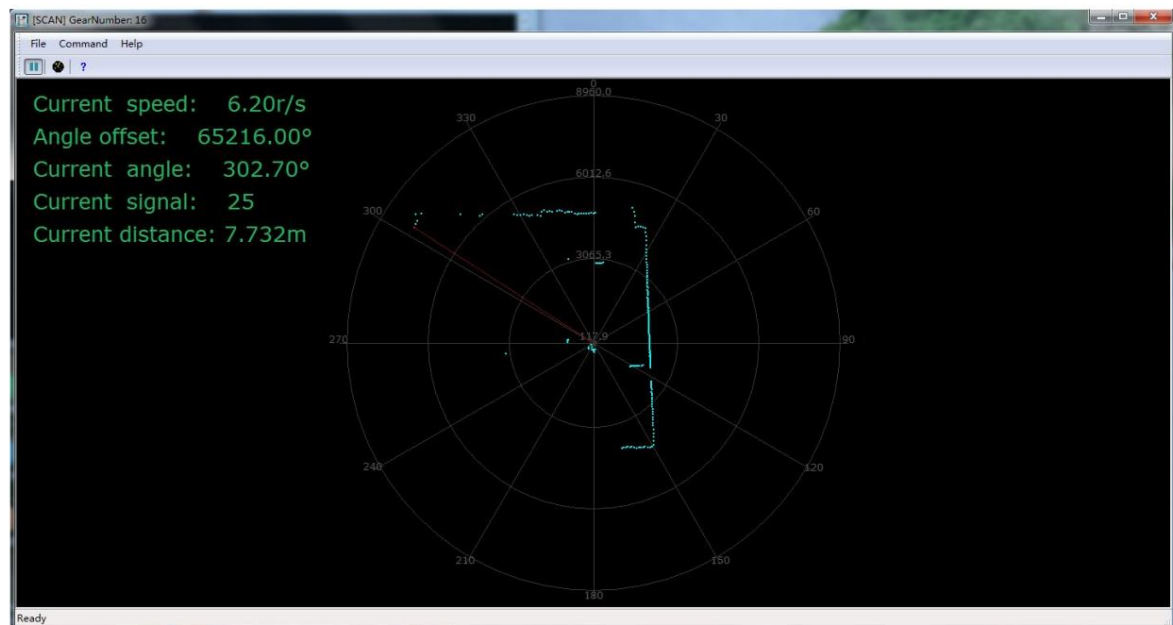 [SCAN] GearNumber: 16
File Command Help
?
Current speed: 6.20r/s
Angle offset: 65216.00°
Current angle: 302.70°
Current signal: 25
Current distance: 7.732m
0
8960.0
330
30
6012.6
300
60
3065.3
117.9
270
90
240
120
210
150
180
Ready